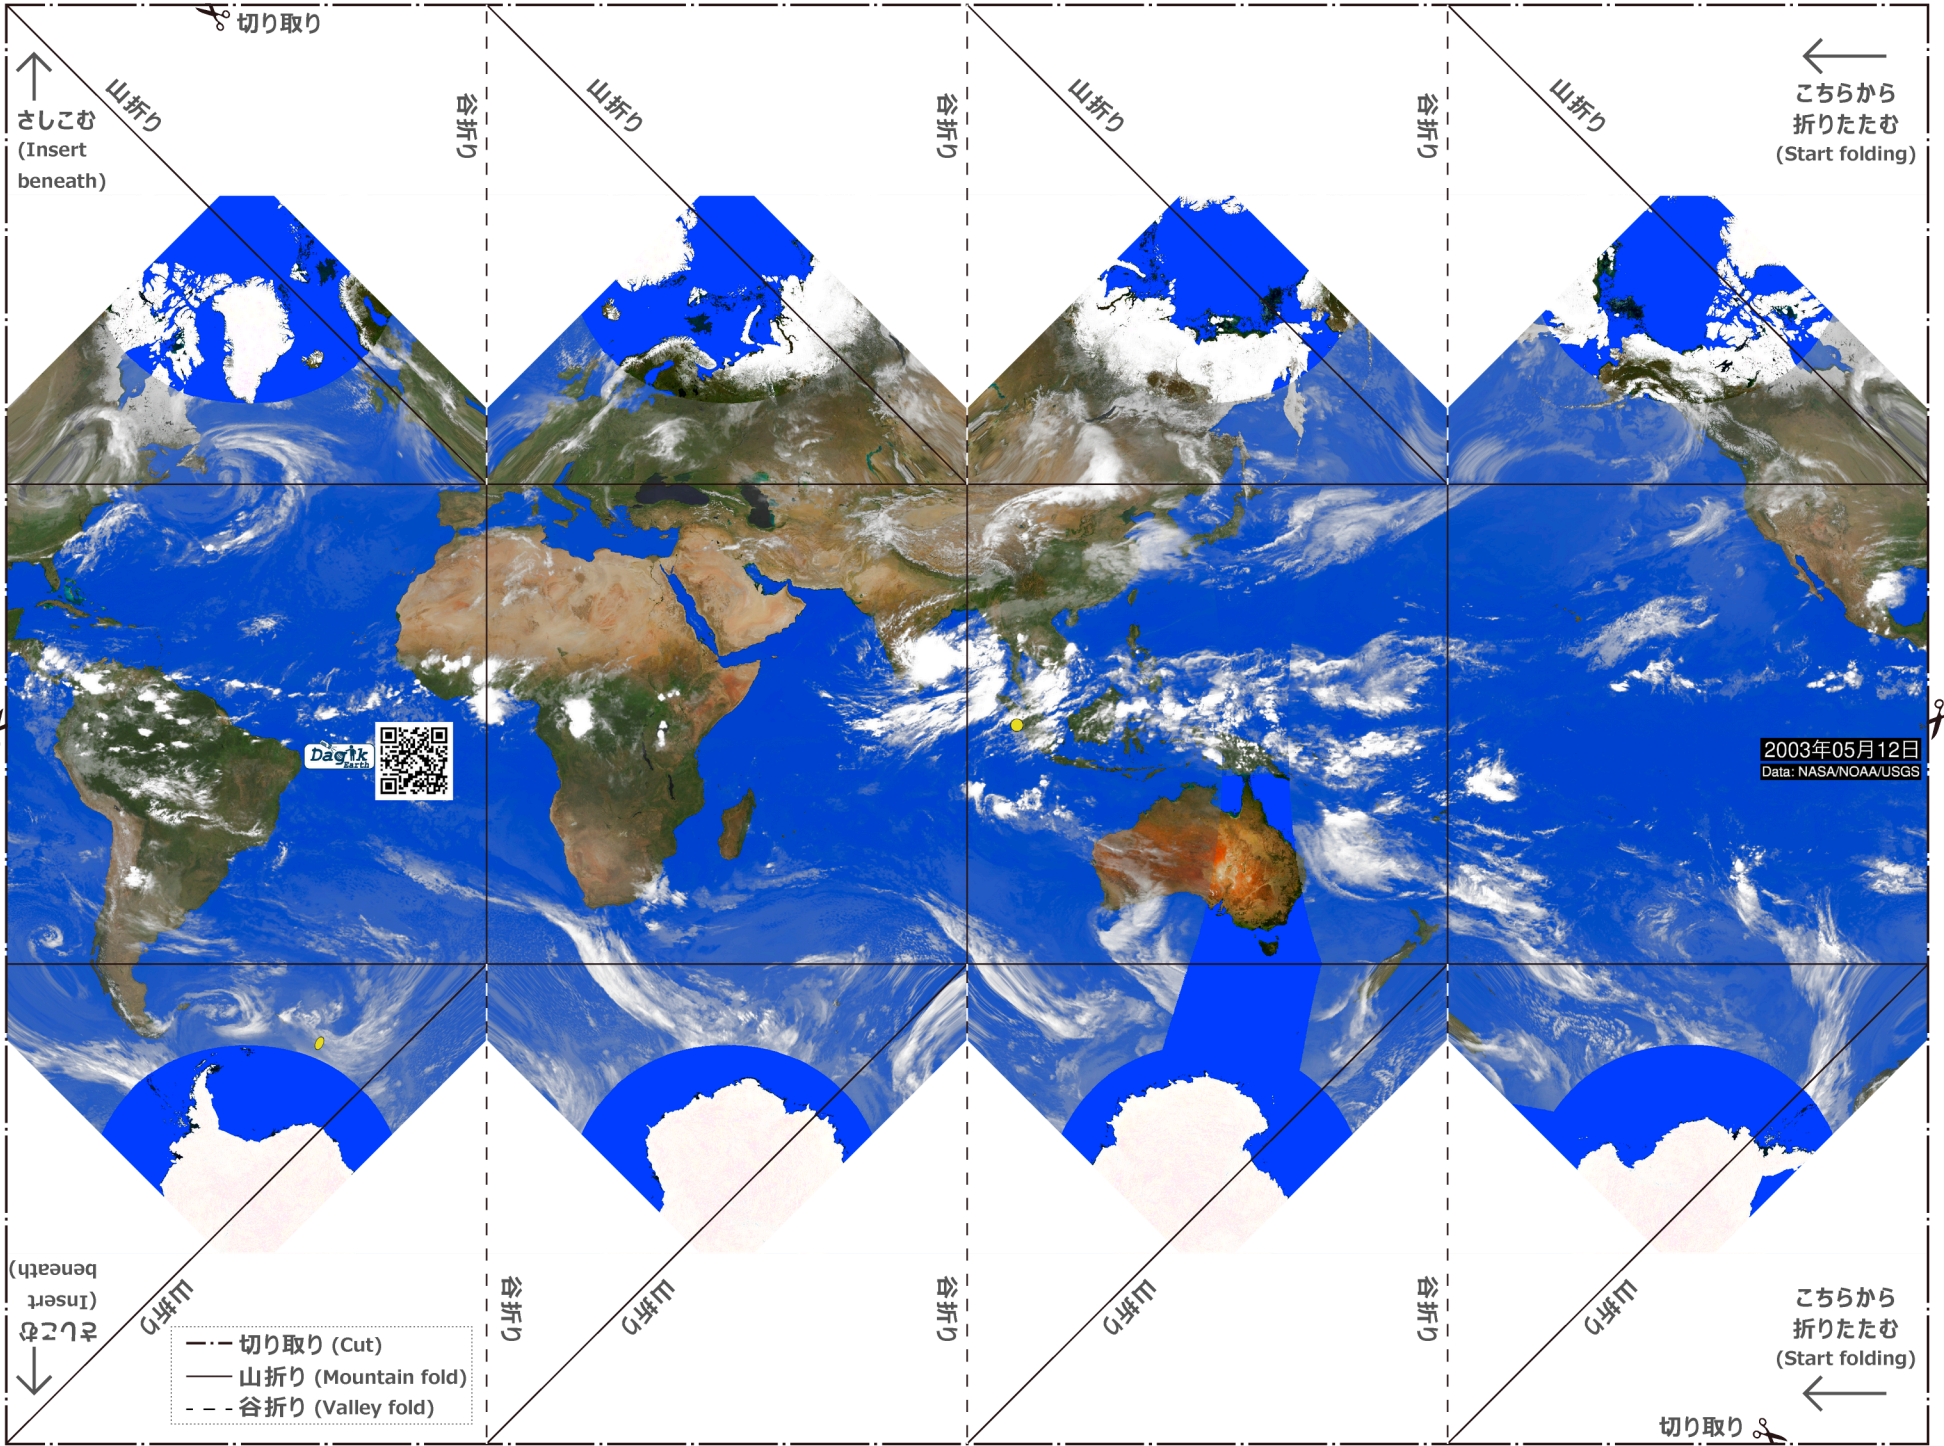 切り取り
山折り
谷折り
山折り
谷折り
山折り
谷折り
山折り
こちらから
折りたたむ
(Start folding)
さしこむ
(Insert
beneath)
Dagik
Earth
2003年05月12日
Data: NASA/NOAA/USGS
さしこむ
(Insert
beneath)
山折り
谷折り
山折り
谷折り
山折り
谷折り
山折り
こちらから
折りたたむ
(Start folding)
切り取り (Cut)
山折り (Mountain fold)
谷折り (Valley fold)
切り取り